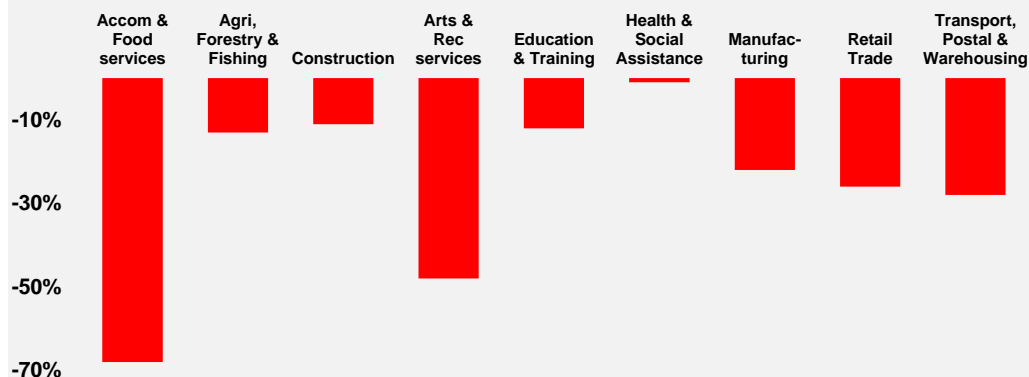 Accom &
Food
services
Agri,
Forestry &
Fishing
Construction
Arts &
Rec
services
Education
& Training
Health &
Social
Assistance
Manufac-
turing
Retail
Trade
Transport,
Postal &
Warehousing
-10%
-30%
-50%
-70%